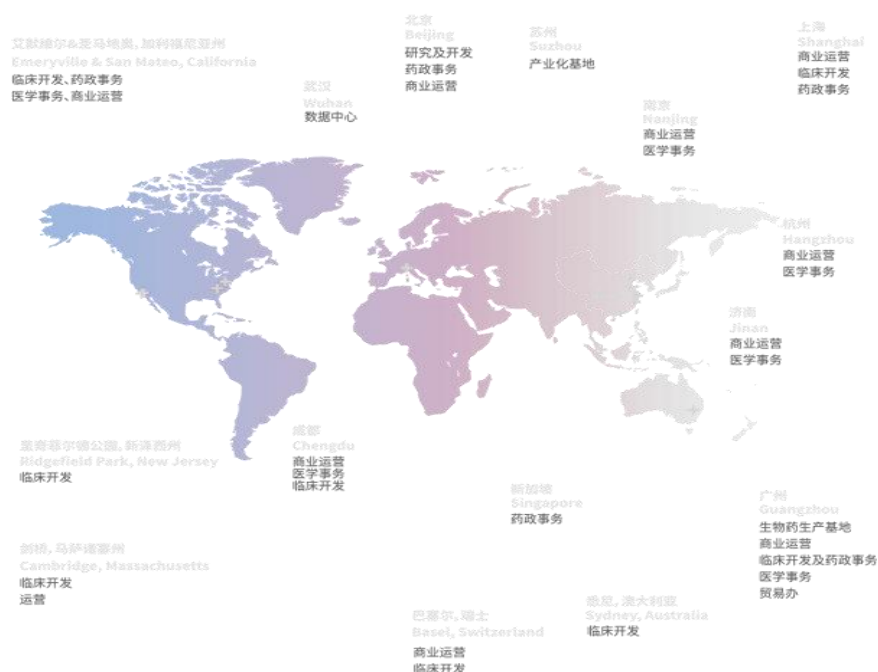 艾默维尔&圣马地奥, 加利福尼亚州
Emeryville & San Mateo, California
临床开发、药政事务
医学事务、商业运营
武汉
Wuhan
数据中心
北京
Beijing
研究及开发
药政事务
商业运营
苏州
Suzhou
产业化基地
上海
Shanghai
商业运营
临床开发
药政事务
南京
Nanjing
商业运营
医学事务
杭州
Hangzhou
商业运营
医学事务
济南
Jinan
商业运营
医学事务
里奇菲尔德公园, 新泽西州
Ridgefield Park, New Jersey
临床开发
成都
Chengdu
商业运营
医学事务
临床开发
新加坡
Singapore
药政事务
广州
Guangzhou
生物药生产基地
商业运营
临床开发及药政事务
医学事务
贸易办
剑桥, 马萨诸塞州
Cambridge, Massachusetts
临床开发
运营
巴塞尔, 瑞士
Basel, Switzerland
商业运营
临床开发
悉尼, 澳大利亚
Sydney, Australia
临床开发